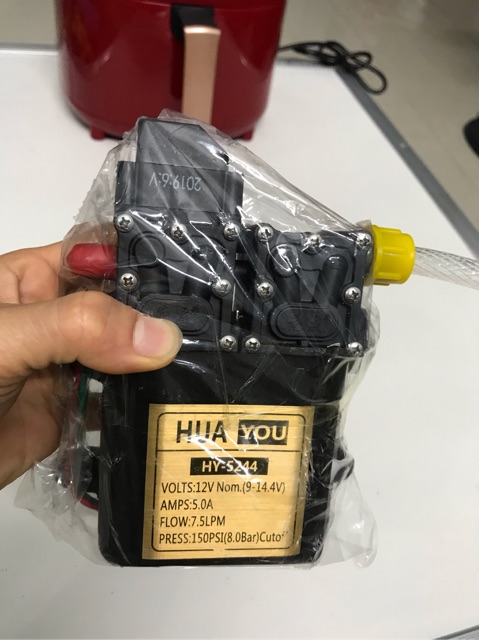 2019:6:V
HUA YOU
HY-S244
VOLTS:12V Nom.(9-14.4V)
AMPS:5.0A
FLOW:7.5LPM
PRESS:150PSI(8.0Bar)Cutoff